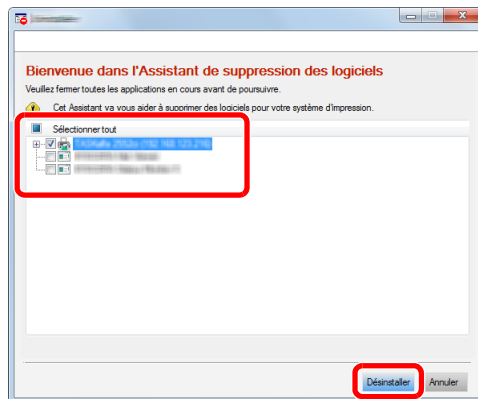 Bienvenue dans l'Assistant de suppression des logiciels
Veuillez fermer toutes les applications en cours avant de poursuivre.
Cet Assistant va vous aider à supprimer des logiciels pour votre système d'impression.
Sélectionner tout
Désinstaller
Annuler